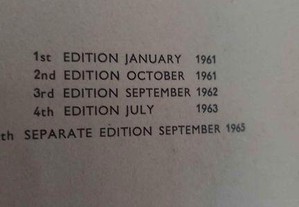 1st EDITION JANUARY 1961
2nd EDITION OCTOBER 1961
3rd EDITION SEPTEMBER 1962
4th EDITION JULY 1963
th SEPARATE EDITION SEPTEMBER 1965